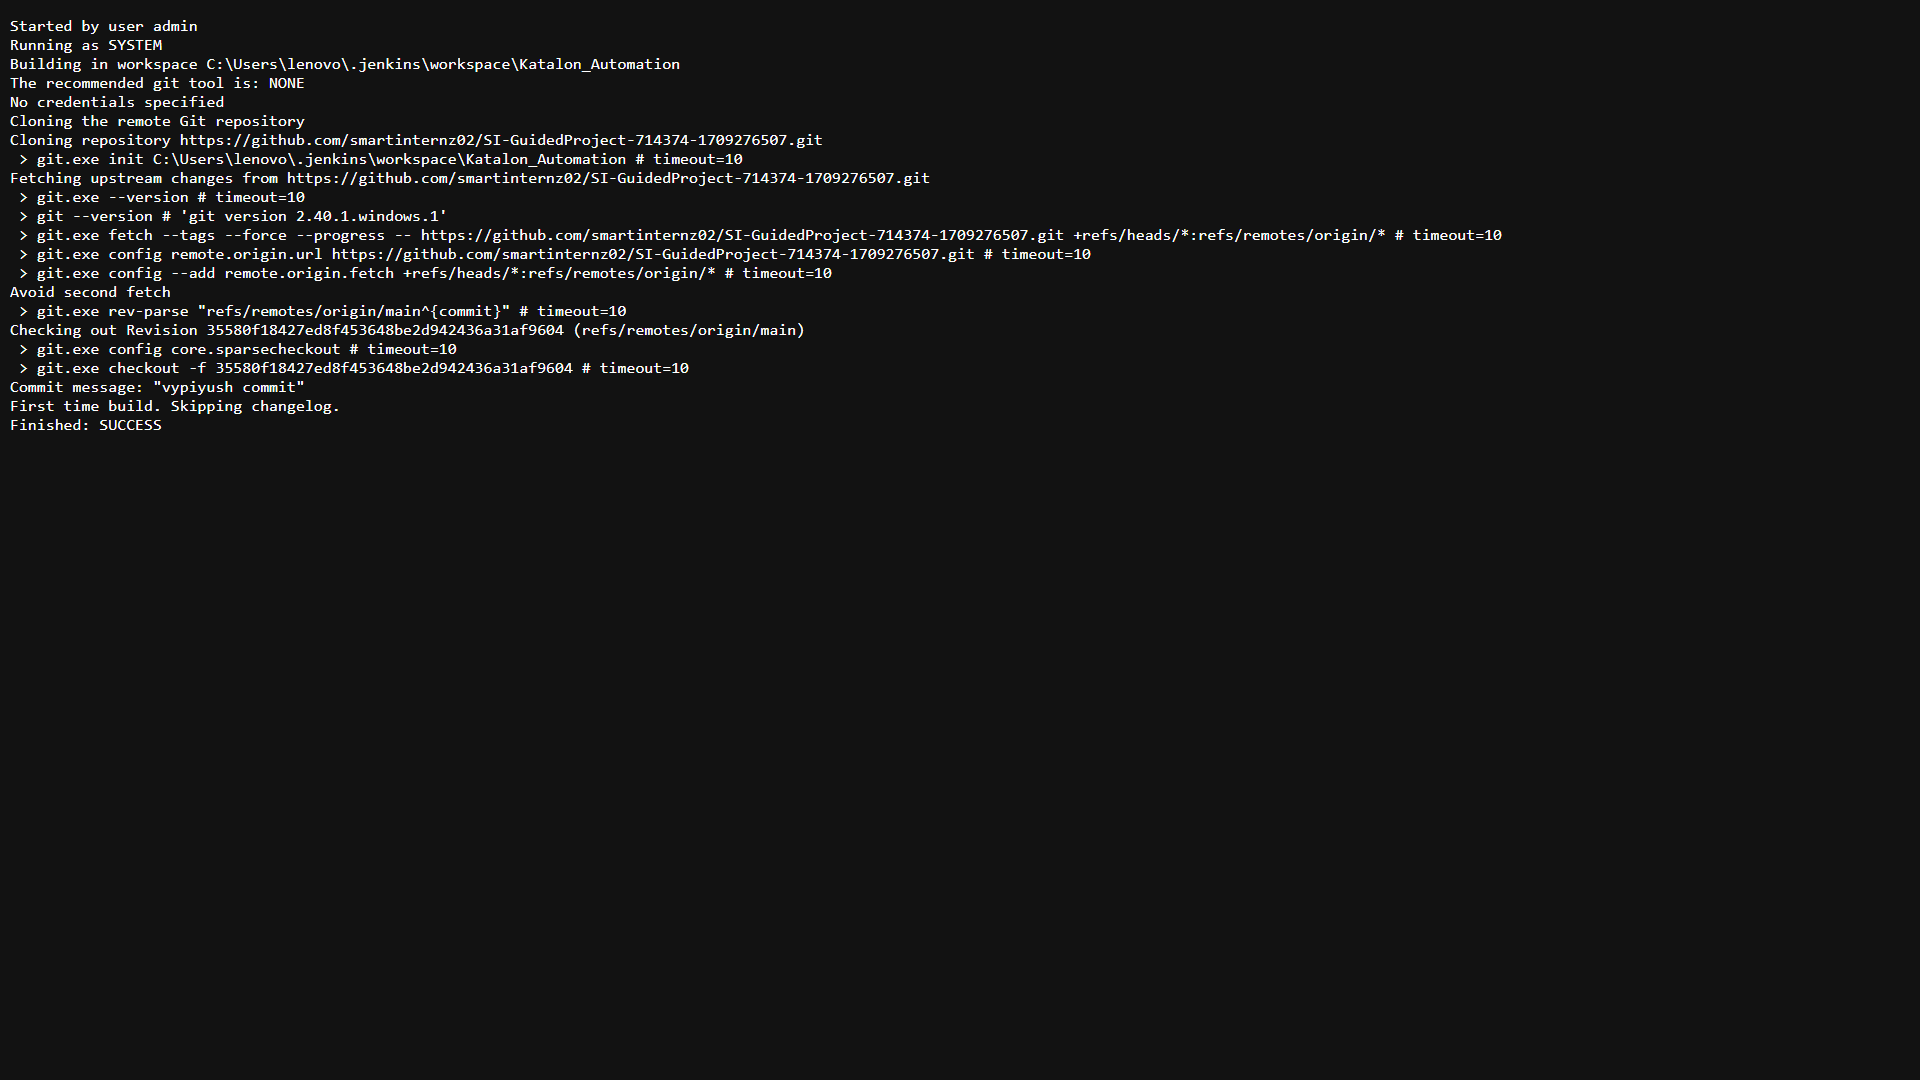 Started by user admin
Running as SYSTEM
Building in workspace C:\Users\lenovo\.jenkins\workspace\Katalon_Automation
The recommended git tool is: NONE
No credentials specified
Cloning the remote Git repository
Cloning repository https://github.com/smartinternz02/SI-GuidedProject-714374-1709276507.git
 > git.exe init C:\Users\lenovo\.jenkins\workspace\Katalon_Automation # timeout=10
Fetching upstream changes from https://github.com/smartinternz02/SI-GuidedProject-714374-1709276507.git
 > git.exe --version # timeout=10
 > git --version # 'git version 2.40.1.windows.1'
 > git.exe fetch --tags --force --progress -- https://github.com/smartinternz02/SI-GuidedProject-714374-1709276507.git +refs/heads/*:refs/remotes/origin/* # timeout=10
 > git.exe config remote.origin.url https://github.com/smartinternz02/SI-GuidedProject-714374-1709276507.git # timeout=10
 > git.exe config --add remote.origin.fetch +refs/heads/*:refs/remotes/origin/* # timeout=10
Avoid second fetch
 > git.exe rev-parse "refs/remotes/origin/main^{commit}" # timeout=10
Checking out Revision 35580f18427ed8f453648be2d942436a31af9604 (refs/remotes/origin/main)
 > git.exe config core.sparsecheckout # timeout=10
 > git.exe checkout -f 35580f18427ed8f453648be2d942436a31af9604 # timeout=10
Commit message: "vypiyush commit"
First time build. Skipping changelog.
Finished: SUCCESS